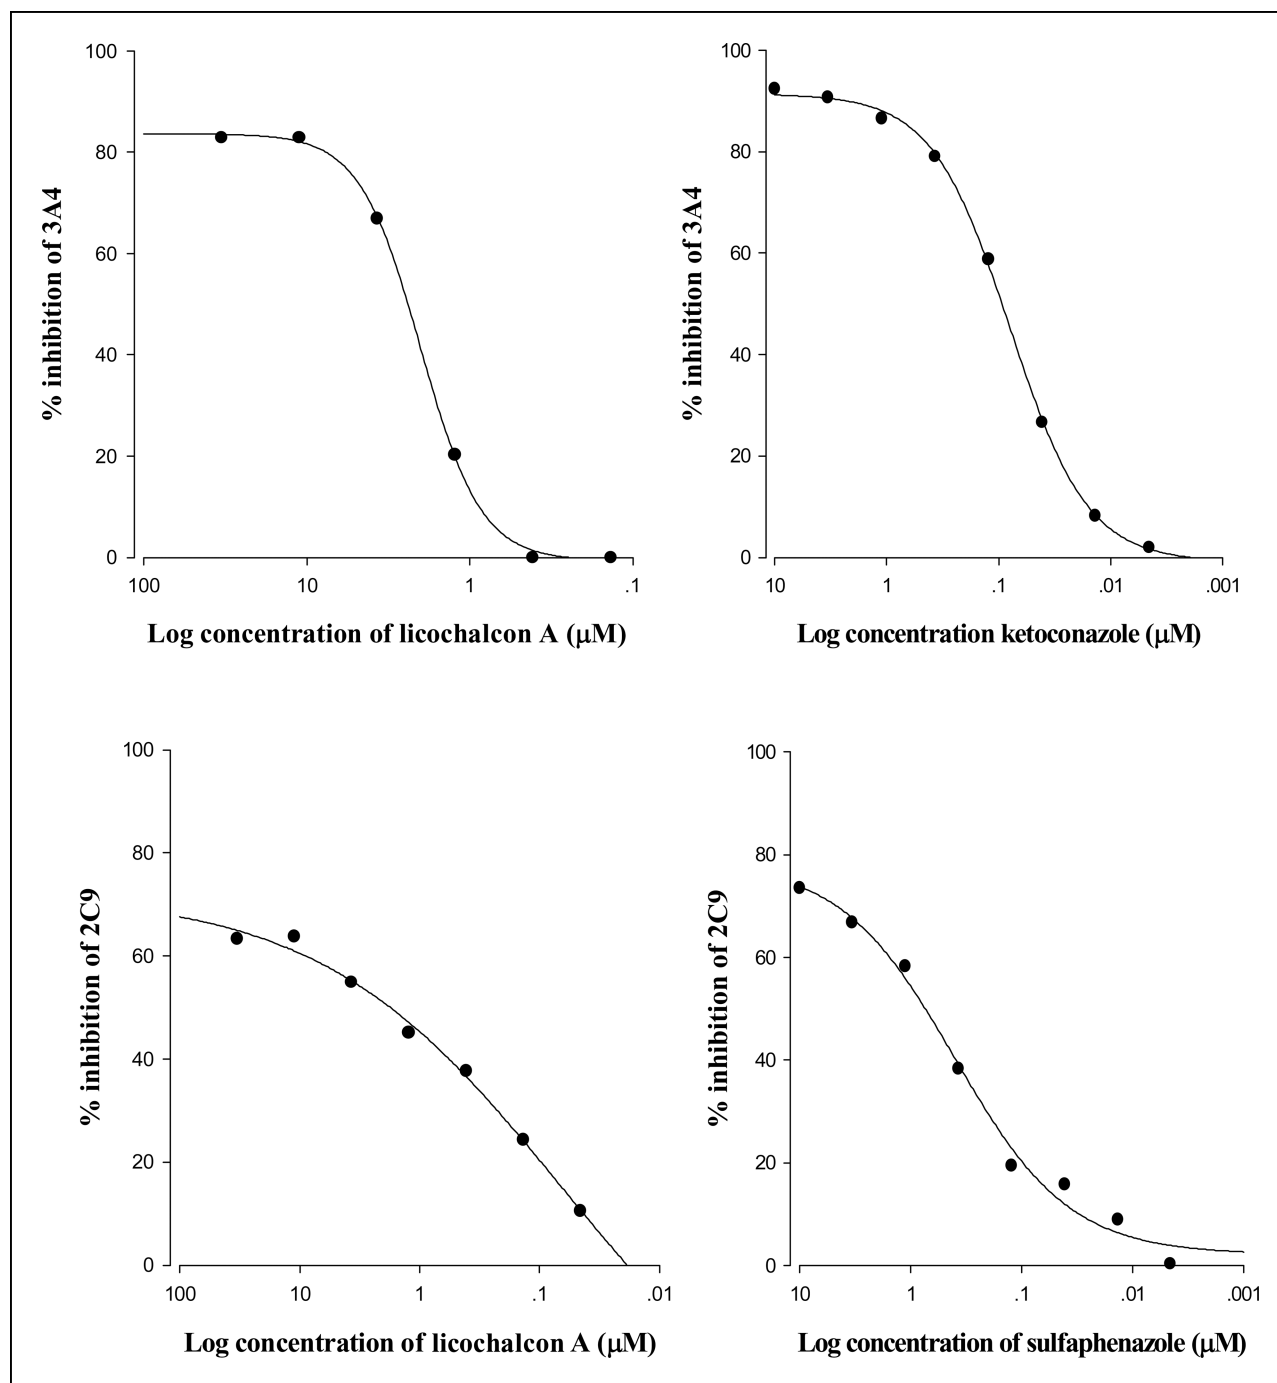 100
80
60
40
20
0
% inhibition of 3A4
100 10 1 .1
Log concentration of licochalcon A (μM)
100
80
60
40
20
0
% inhibition of 3A4
10 1 .1 .01 .001
Log concentration ketoconazole (μM)
100
80
60
40
20
0
% inhibition of 2C9
100 10 1 .1 .01
Log concentration of licochalcon A (μM)
100
80
60
40
20
0
% inhibition of 2C9
10 1 .1 .01 .001
Log concentration of sulfaphenazole (μM)